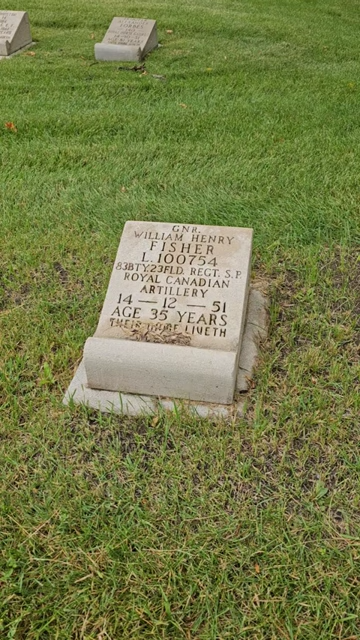 GNR.
WILLIAM HENRY
FISHER
L.100754
83BTY.23FLD. REGT. S.P.
ROYAL CANADIAN
ARTILLERY
14 — 12 — 51
AGE 35 YEARS
THEIR LIVETH